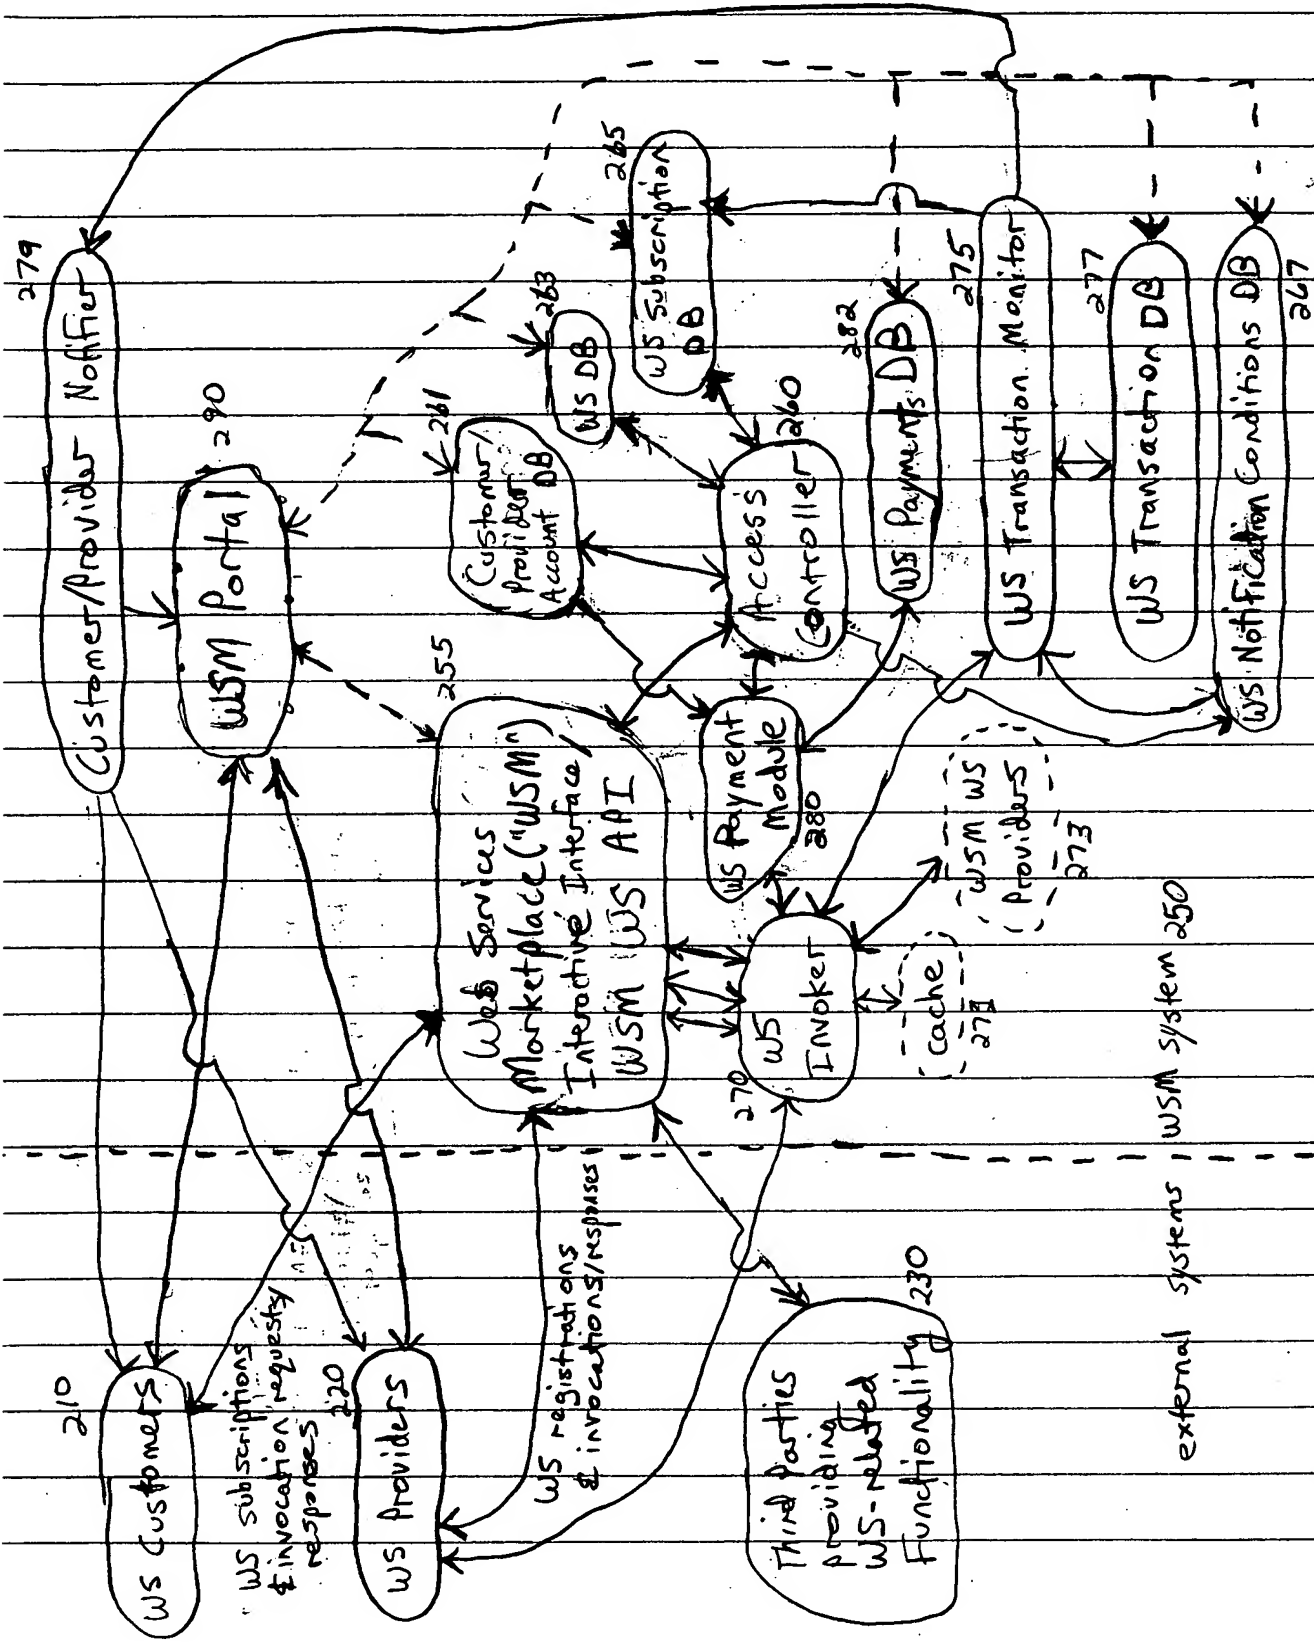 279
Customer/Provider Notifier
290
WSM Portal
210
WS Customers
WS subscriptions
& invocation requests/
responses
220
WS Providers
WS registrations
& invocations/responses
Third Parties
Providing
WS-related
Functionality
230
255
Web Services
Marketplace ("WSM")
Interactive Interface/
WSM WS API
261
Customer/
Provider
Account DB
263
WS DB
265
WS Subscription
DB
260
Access
Controller
WS Payment
Module
280
282
WS Payments DB
270
WS
Invoker
Cache
WSM WS
Providers
273
275
WS Transaction Monitor
277
WS Transaction DB
WS Notification Conditions DB
267
external systems
WSM system 250